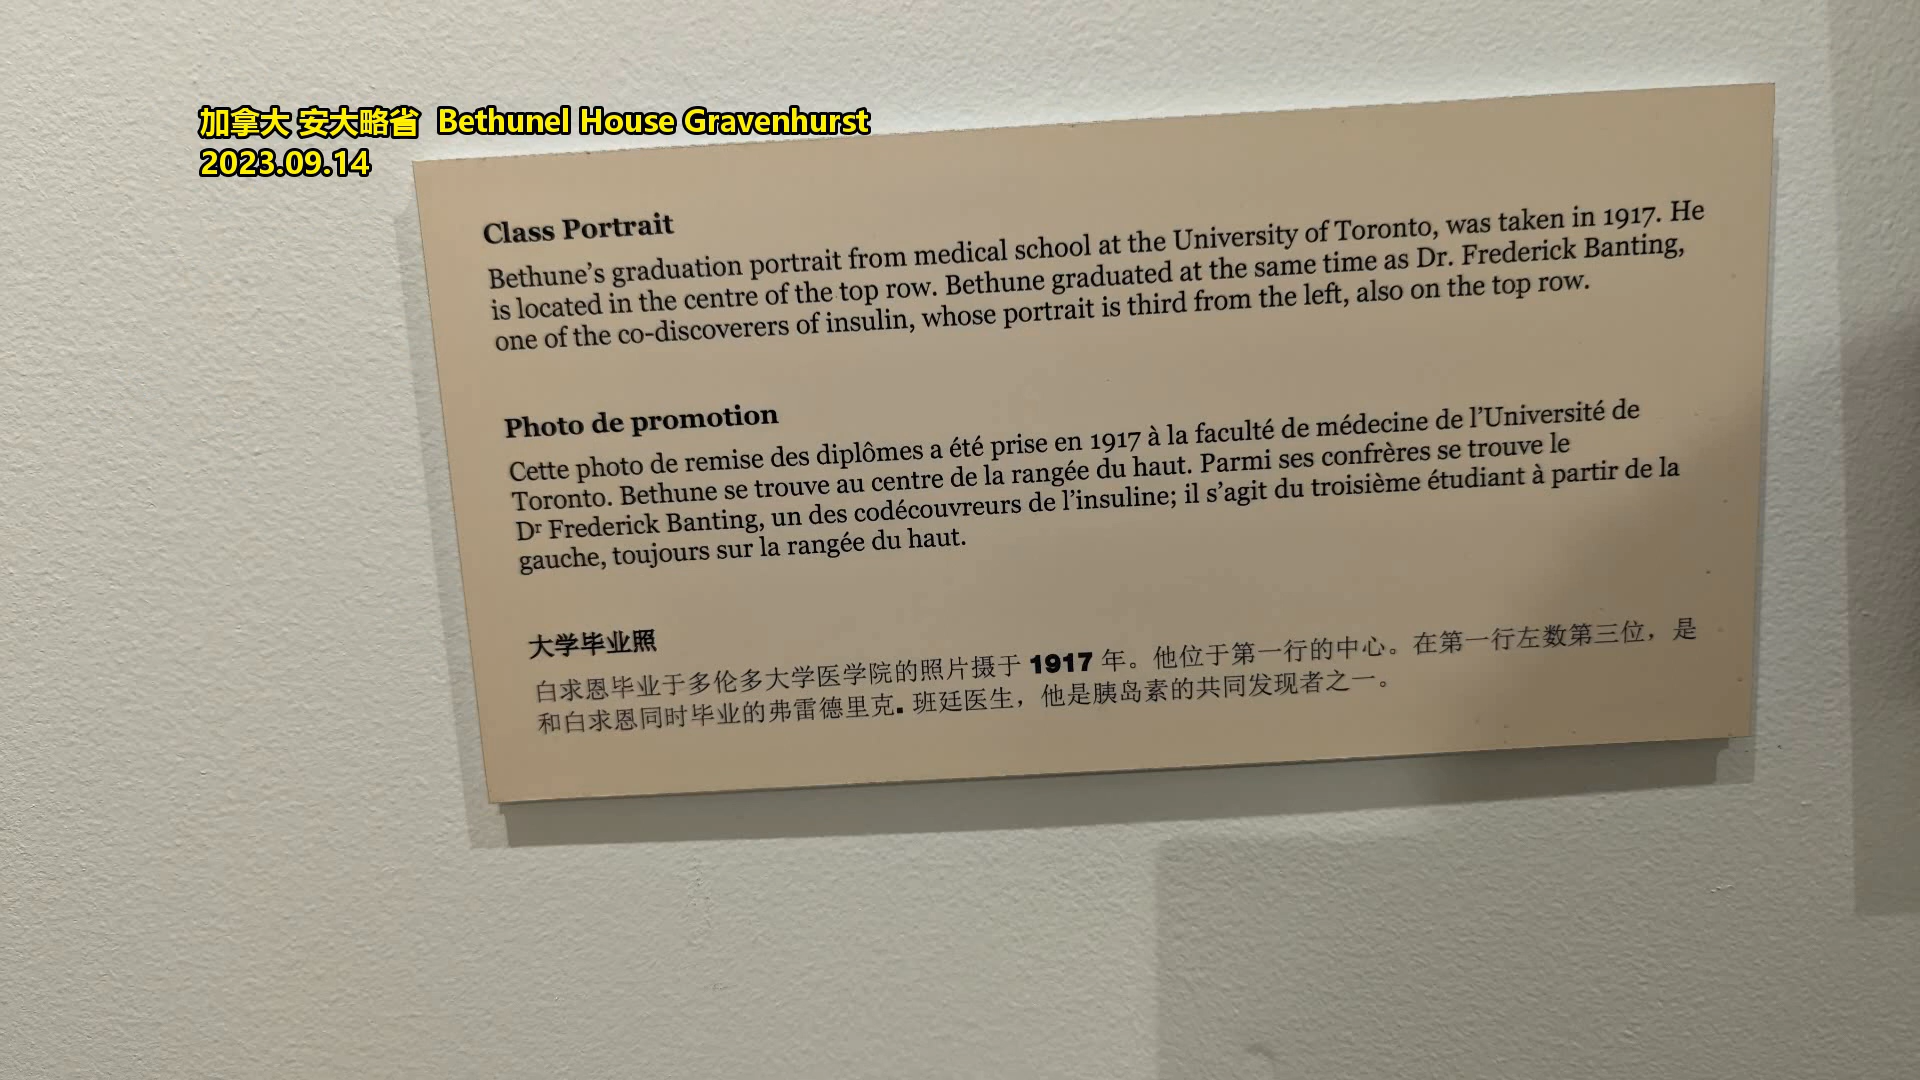 加拿大 安大略省 Bethunel House Gravenhurst
2023.09.14
Class Portrait
Bethune's graduation portrait from medical school at the University of Toronto, was taken in 1917. He
is located in the centre of the top row. Bethune graduated at the same time as Dr. Frederick Banting,
one of the co-discoverers of insulin, whose portrait is third from the left, also on the top row.
Photo de promotion
Cette photo de remise des diplômes a été prise en 1917 à la faculté de médecine de l'Université de
Toronto. Bethune se trouve au centre de la rangée du haut. Parmi ses confrères se trouve le
Dʳ Frederick Banting, un des codécouvreurs de l'insuline; il s'agit du troisième étudiant à partir de la
gauche, toujours sur la rangée du haut.
大学毕业照
白求恩毕业于多伦多大学医学院的照片摄于 1917 年。他位于第一行的中心。在第一行左数第三位，是
和白求恩同时毕业的弗雷德里克. 班廷医生，他是胰岛素的共同发现者之一。